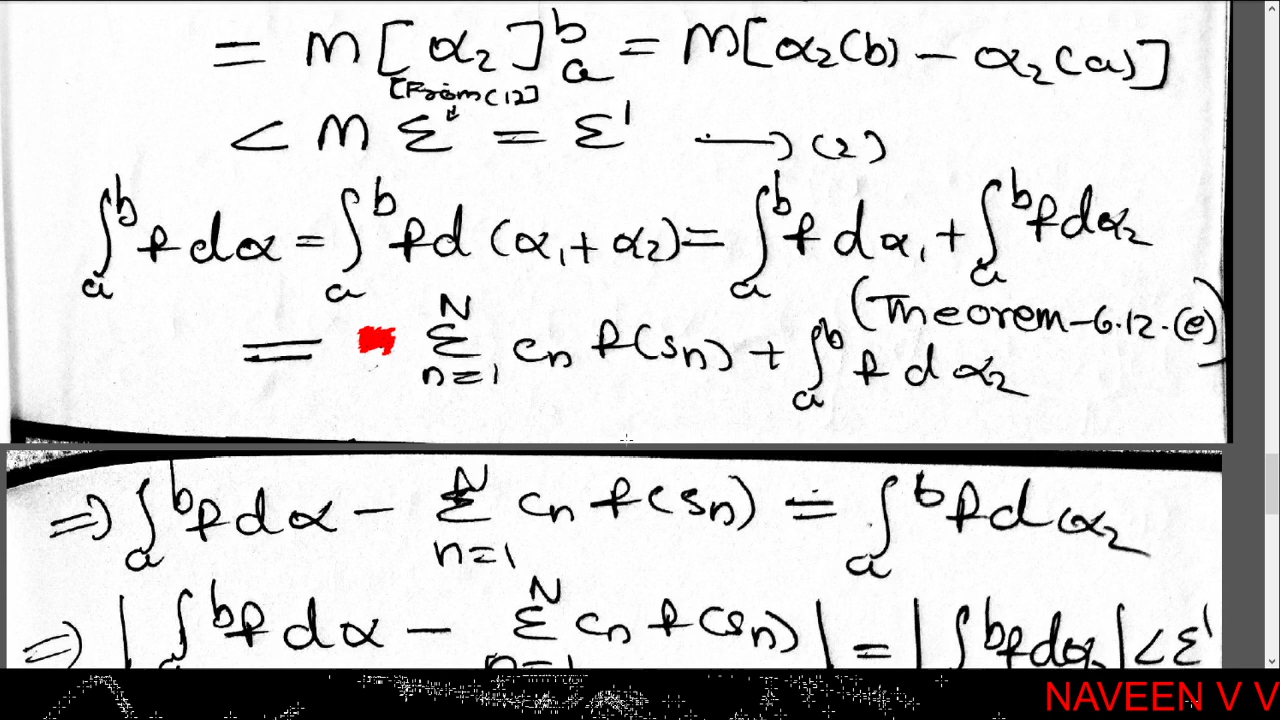 = M [α₂]ᵇₐ = M[α₂(b) − α₂(a)]
[From (12]
< M ε'' = ε' ⟶ (2)
∫ₐᵇ f dα = ∫ₐᵇ f d (α₁ + α₂) = ∫ₐᵇ f dα₁ + ∫ₐᵇ f dα₂
(Theorem-6.12.(e))
= Σₙ₌₁ᴺ cₙ f(sₙ) + ∫ₐᵇ f dα₂
⇒ ∫ₐᵇ f dα − Σₙ₌₁ᴺ cₙ f(sₙ) = ∫ₐᵇ f dα₂
⇒ | ∫ₐᵇ f dα − Σₙ₌₁ᴺ cₙ f(sₙ) | = | ∫ᵇ f dα₂ | < ε'
NAVEEN V V